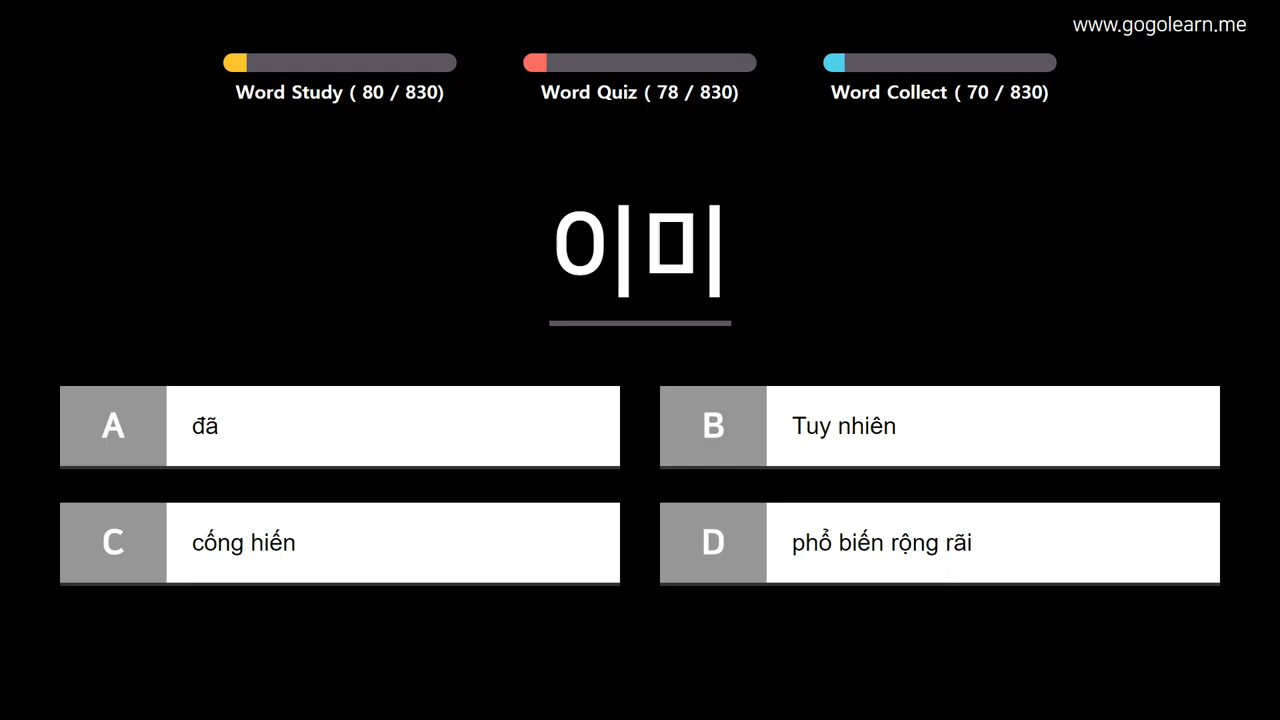 www.gogolearn.me
Word Study ( 80 / 830)
Word Quiz ( 78 / 830)
Word Collect ( 70 / 830)
이미
A đã
B Tuy nhiên
C cống hiến
D phổ biến rộng rãi